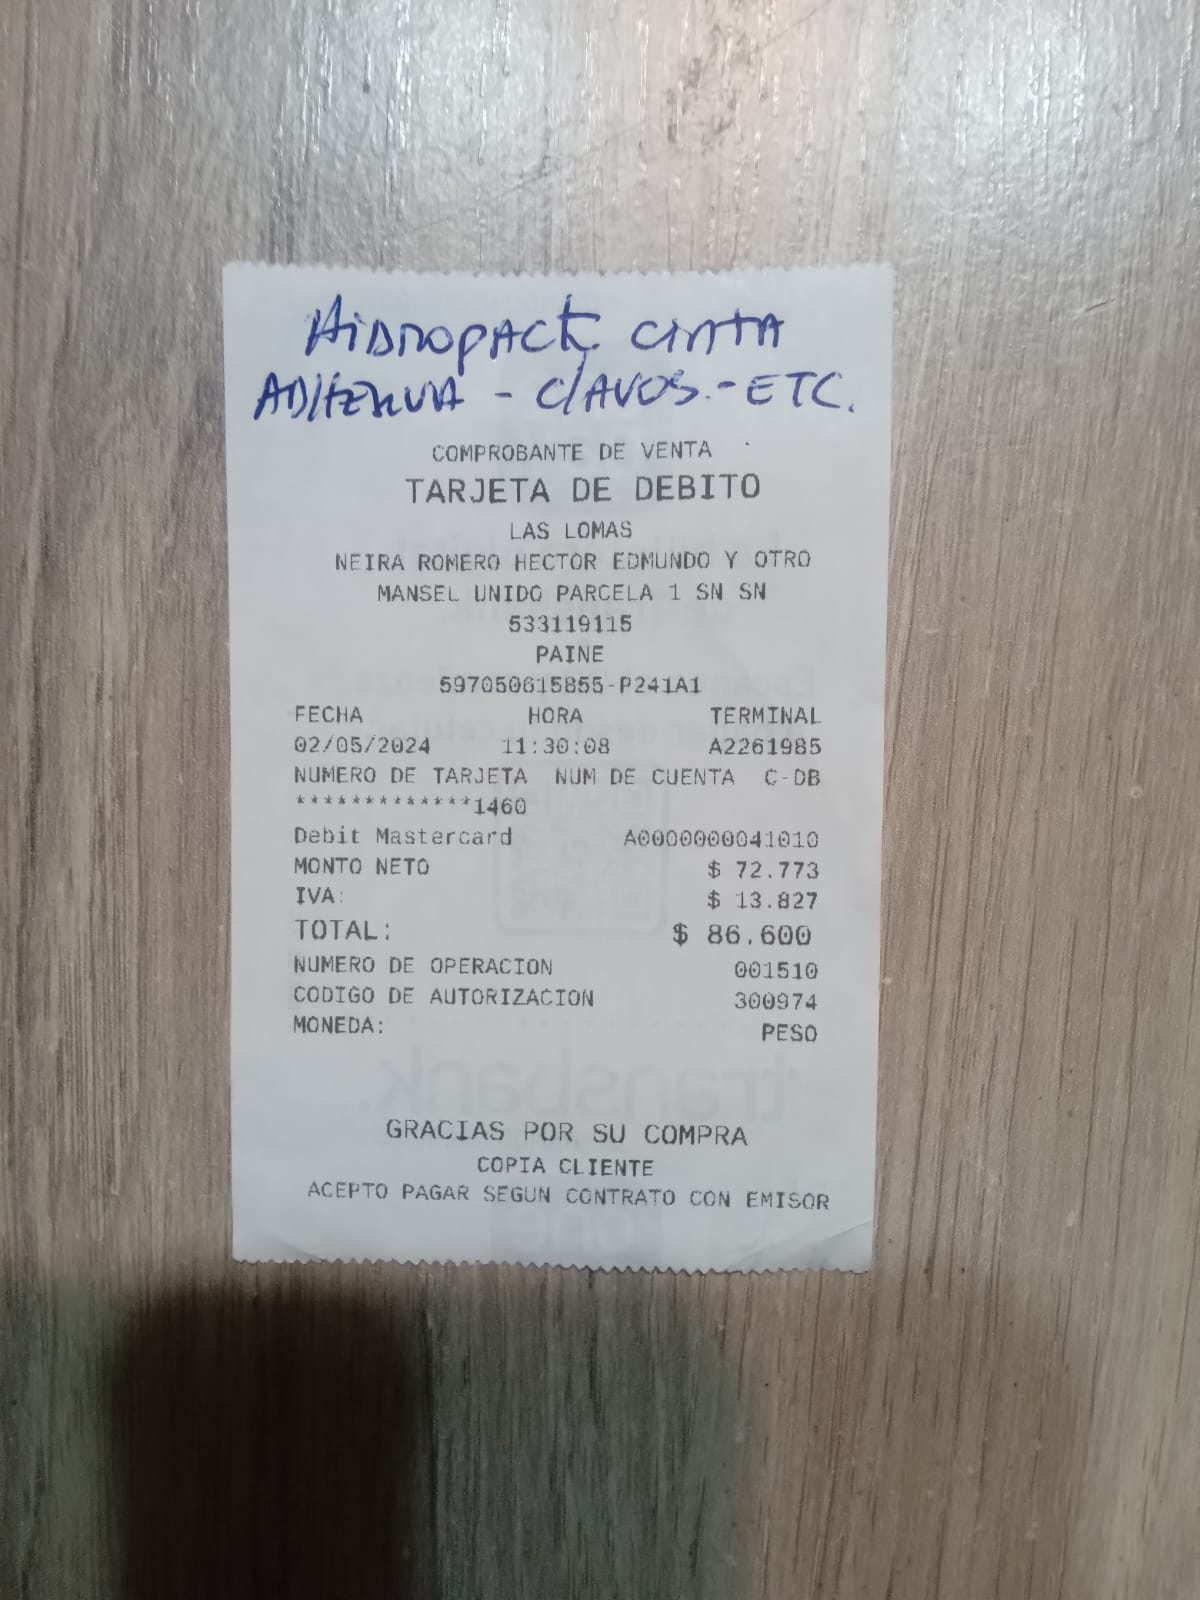 HIDROPACK CINTA
ADHESIVA - CLAVOS.- ETC.
COMPROBANTE DE VENTA
TARJETA DE DEBITO
LAS LOMAS
NEIRA ROMERO HECTOR EDMUNDO Y OTRO
MANSEL UNIDO PARCELA 1 SN SN
533119115
PAINE
597050615855-P241A1
FECHA HORA TERMINAL
02/05/2024 11:30:08 A2261985
NUMERO DE TARJETA NUM DE CUENTA C-DB
*************1460
Debit Mastercard A0000000041010
MONTO NETO $ 72.773
IVA: $ 13.827
TOTAL: $ 86.600
NUMERO DE OPERACION 001510
CODIGO DE AUTORIZACION 300974
MONEDA: PESO
transbank.
GRACIAS POR SU COMPRA
COPIA CLIENTE
ACEPTO PAGAR SEGUN CONTRATO CON EMISOR